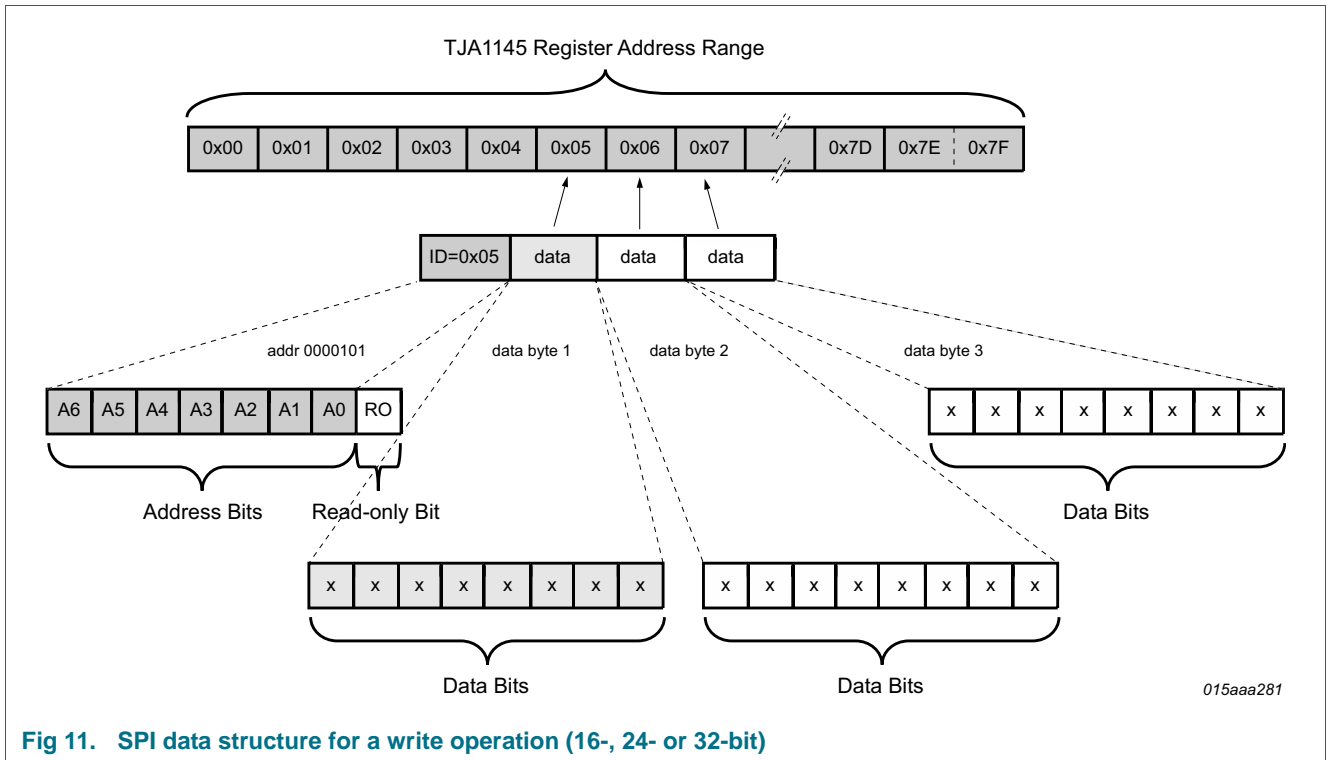 TJA1145 Register Address Range
0x00 0x01 0x02 0x03 0x04 0x05 0x06 0x07 0x7D 0x7E 0x7F
ID=0x05 data data data
addr 0000101 data byte 1 data byte 2 data byte 3
A6 A5 A4 A3 A2 A1 A0 RO x x x x x x x x
Address Bits Read-only Bit Data Bits
x x x x x x x x x x x x x x x x
Data Bits Data Bits
015aaa281
Fig 11. SPI data structure for a write operation (16-, 24- or 32-bit)